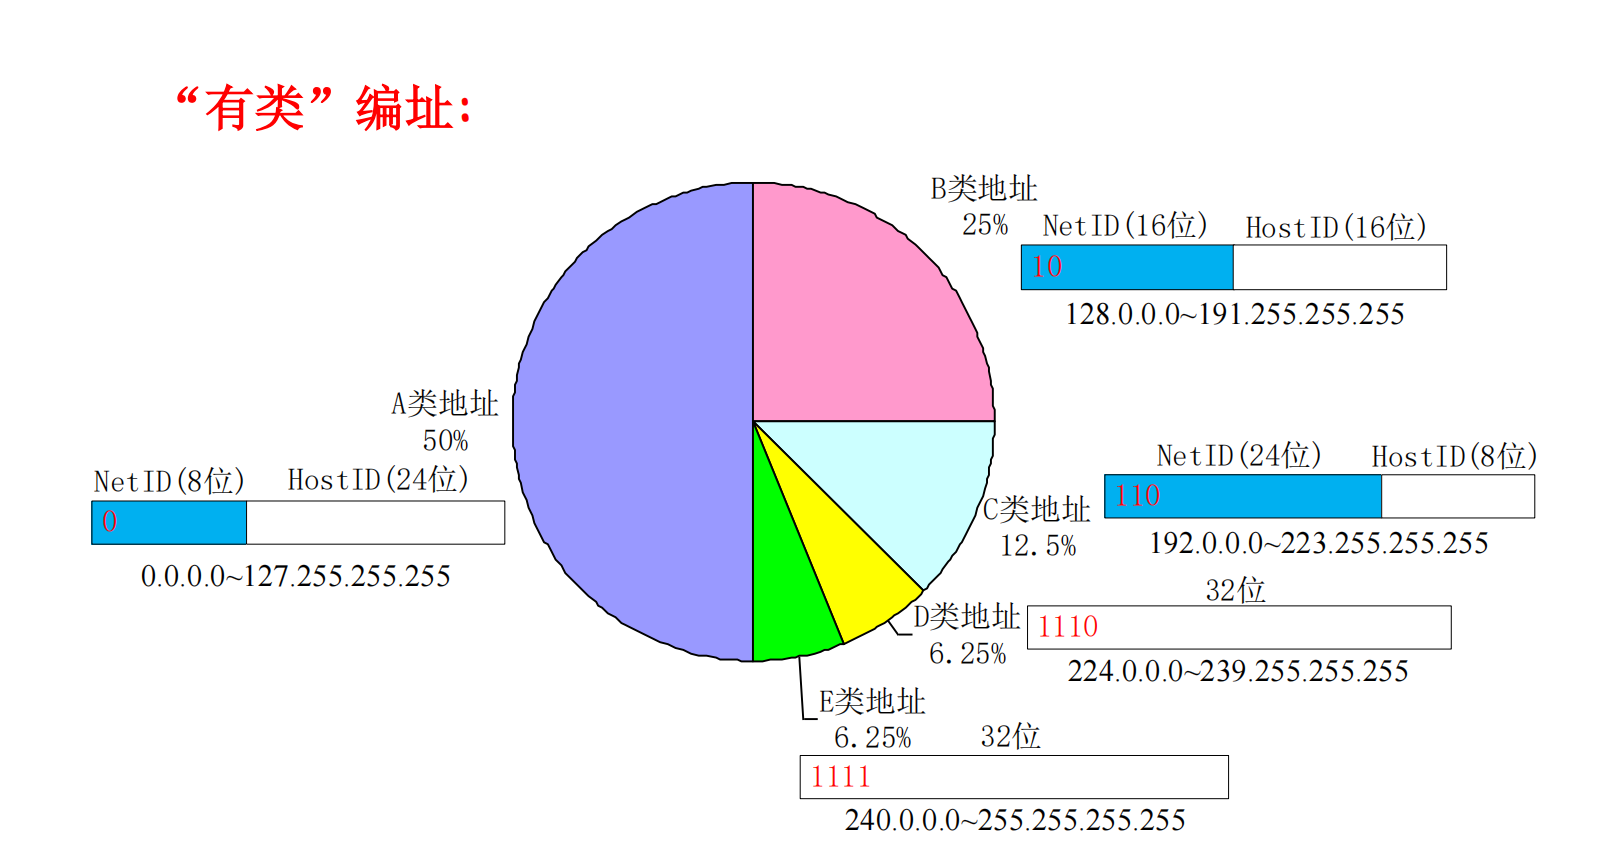 “有类”编址:
B类地址
25%
NetID(16位) HostID(16位)
10
128.0.0.0~191.255.255.255
A类地址
50%
NetID(8位) HostID(24位)
0
0.0.0.0~127.255.255.255
NetID(24位) HostID(8位)
110
C类地址
12.5%
192.0.0.0~223.255.255.255
32位
D类地址
6.25%
1110
224.0.0.0~239.255.255.255
E类地址
6.25%
32位
1111
240.0.0.0~255.255.255.255